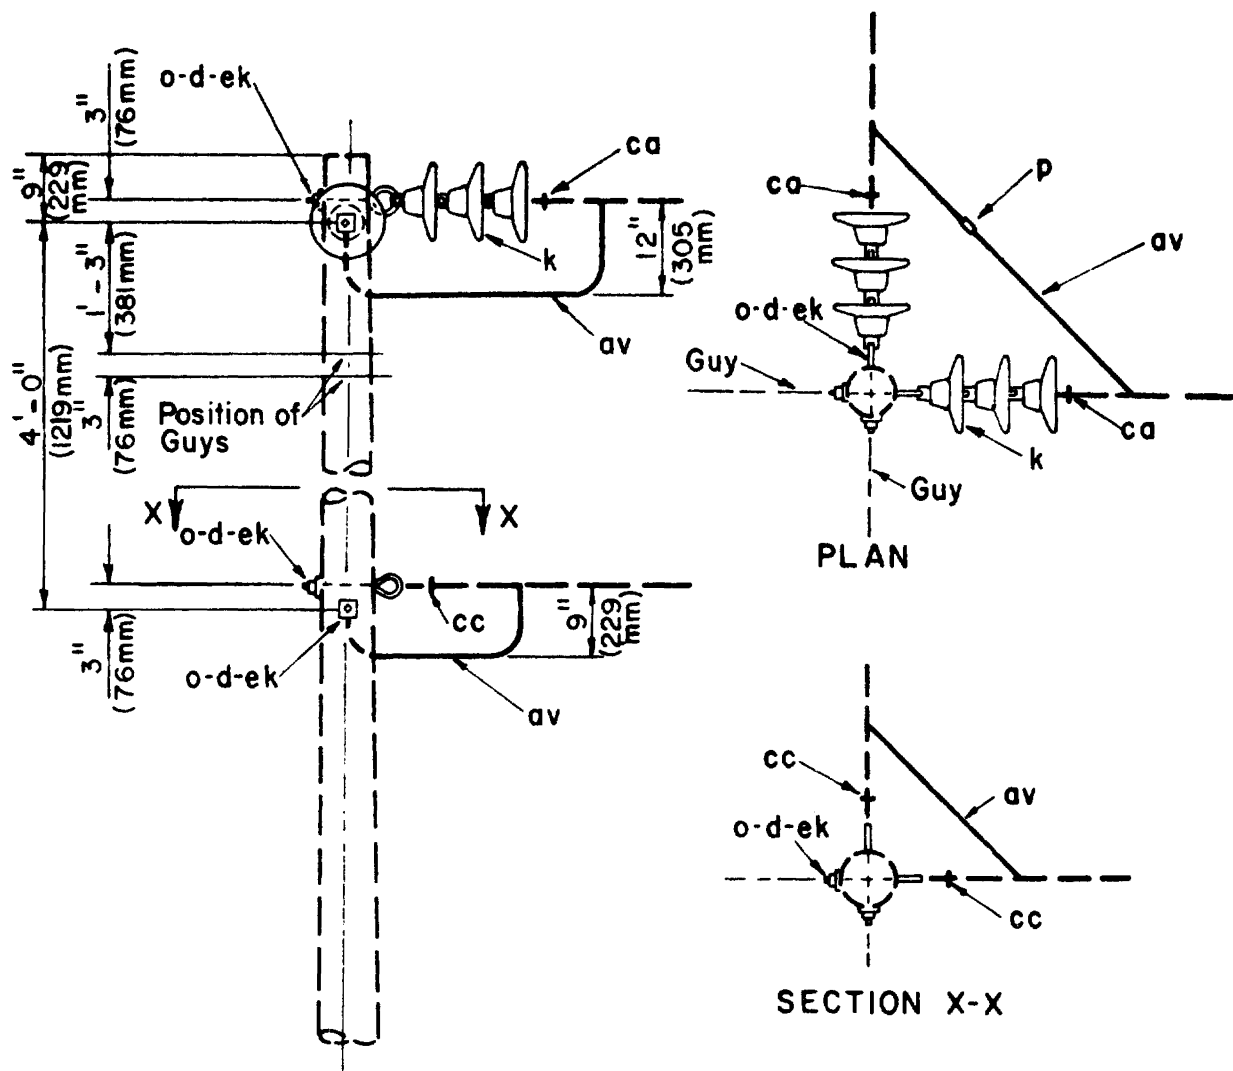 o-d-ek
3"
(76mm)
9"
(229
mm)
ca
12"
(305
mm)
k
av
1'-3"
(381mm)
4'-0"
(1219mm)
3"
(76mm)
Position of
Guys
X
X
o-d-ek
cc
9"
(229
mm)
3"
(76mm)
o-d-ek
av
ca
p
av
o-d-ek
Guy
ca
k
Guy
PLAN
cc
av
o-d-ek
cc
SECTION X-X